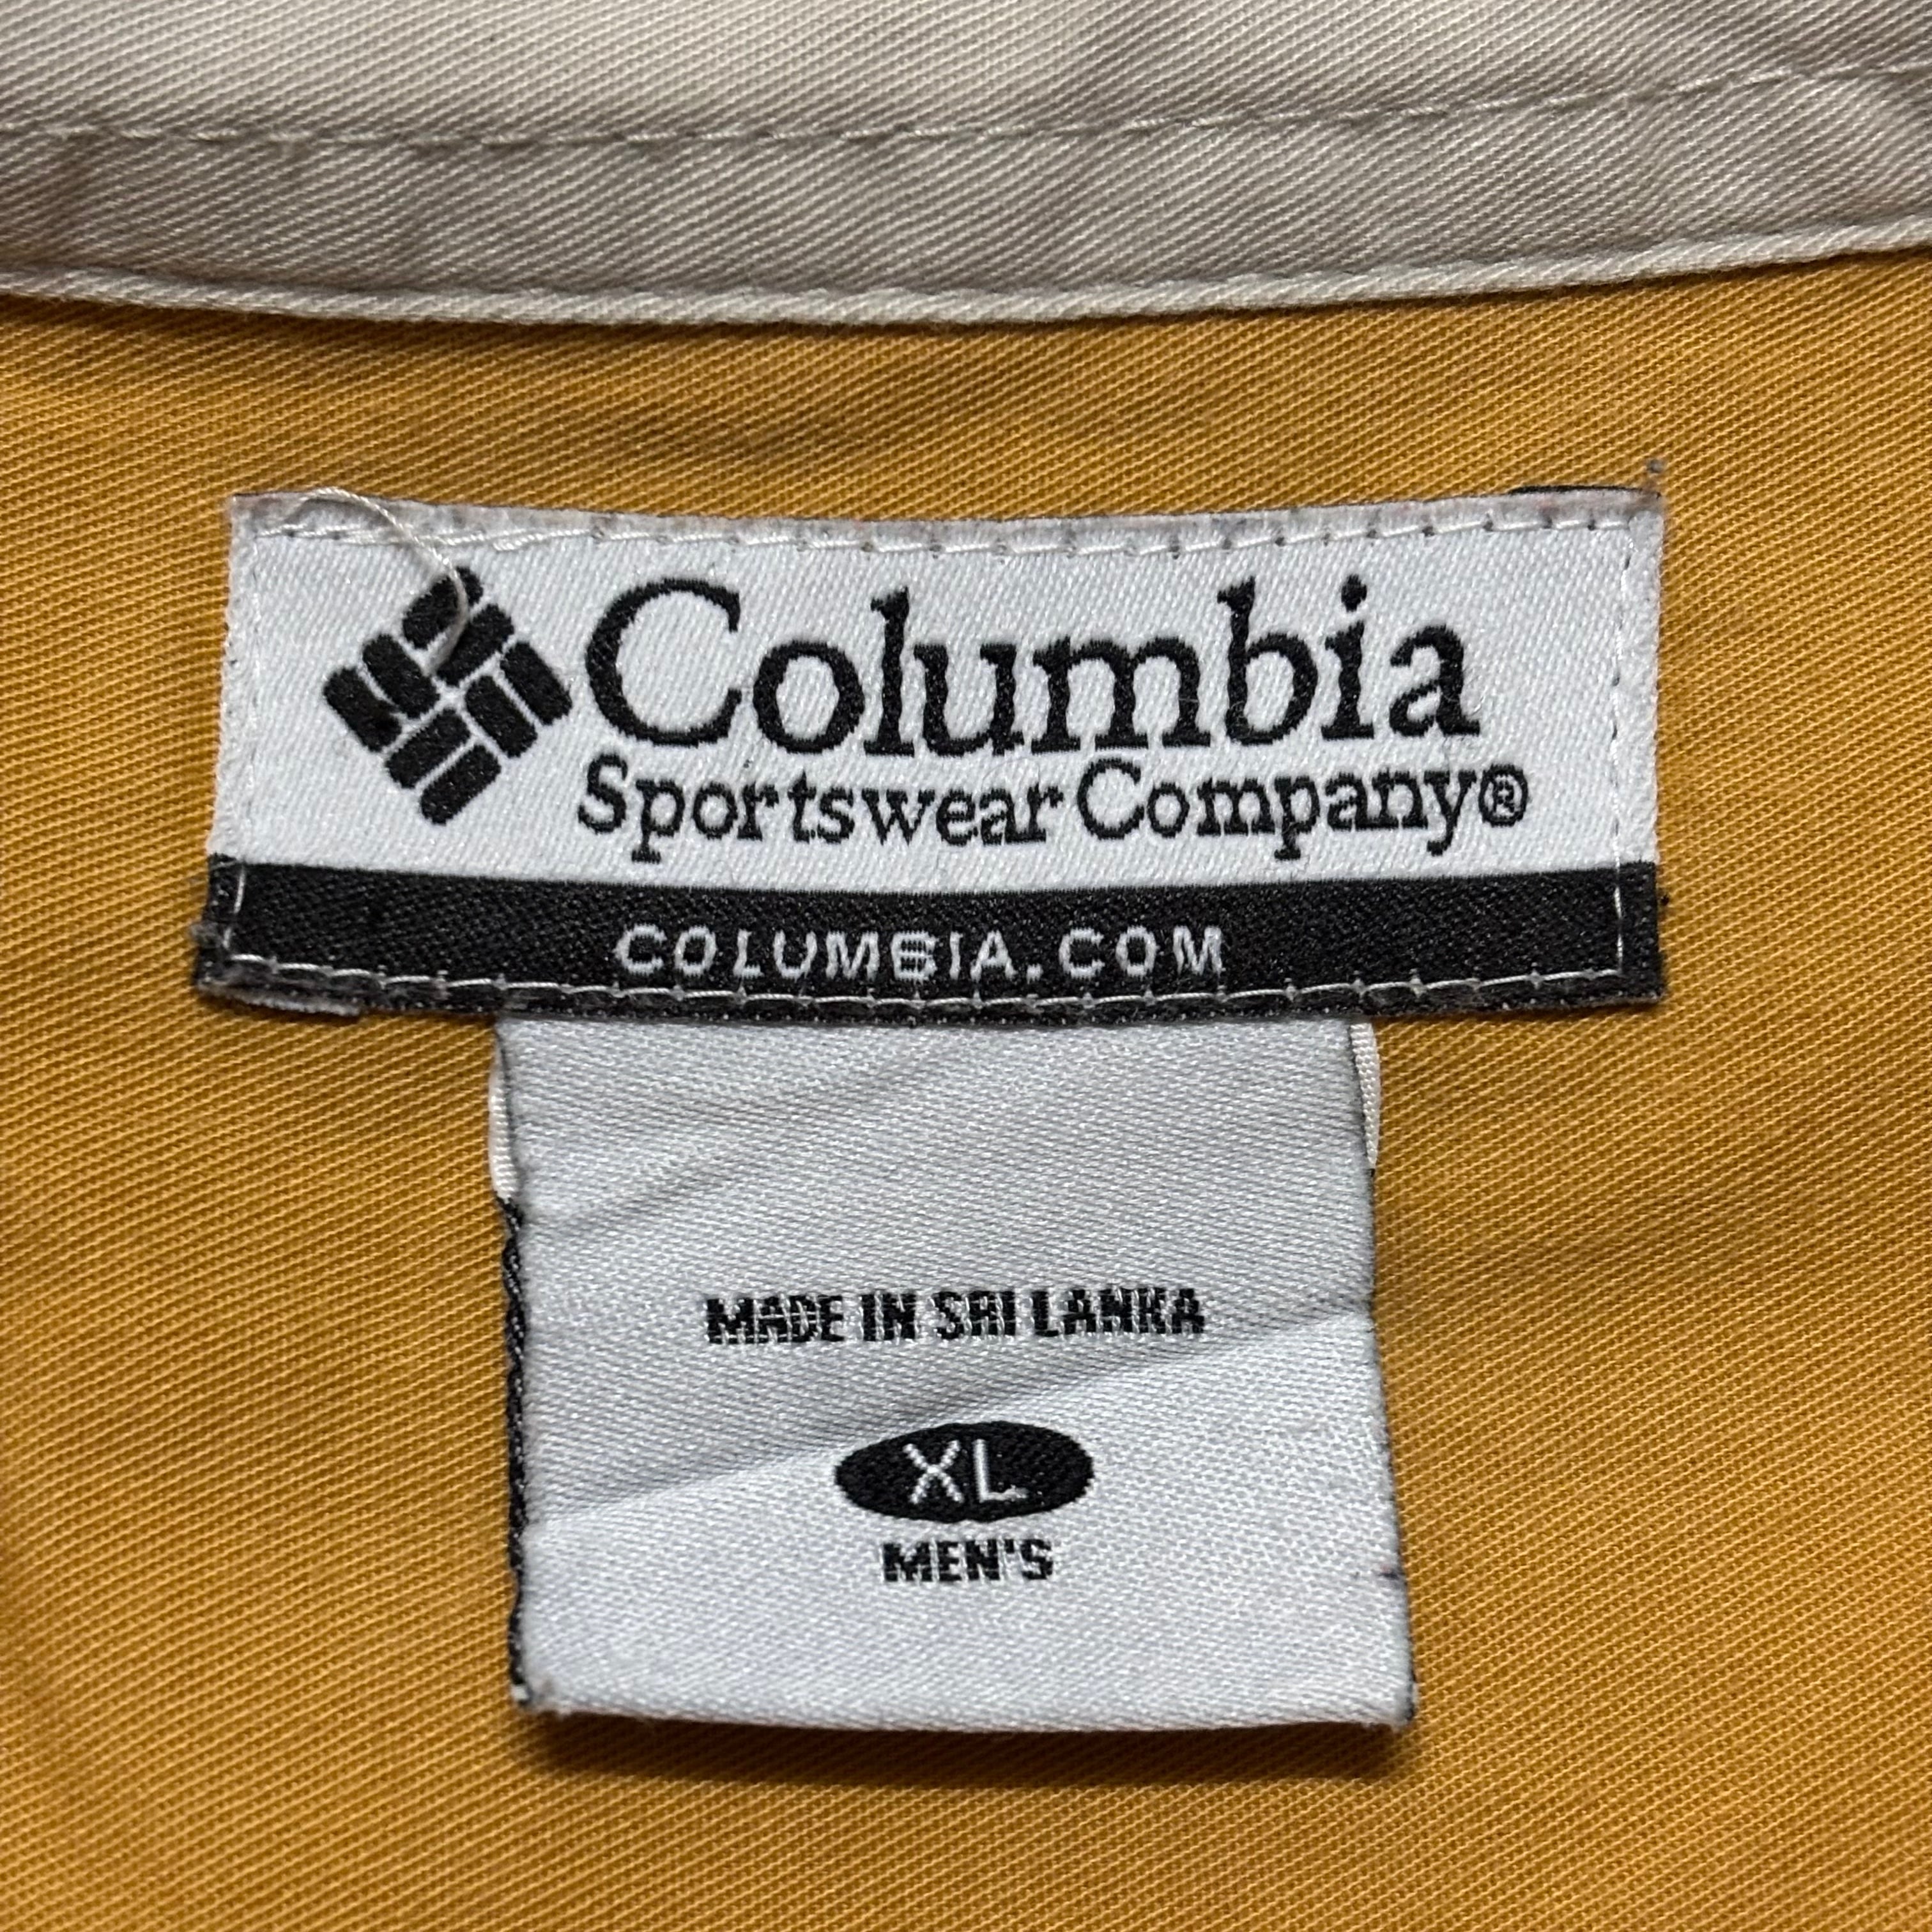 Columbia
Sportswear Company®
COLUMBIA.COM
MADE IN SRI LANKA
XL
MEN'S